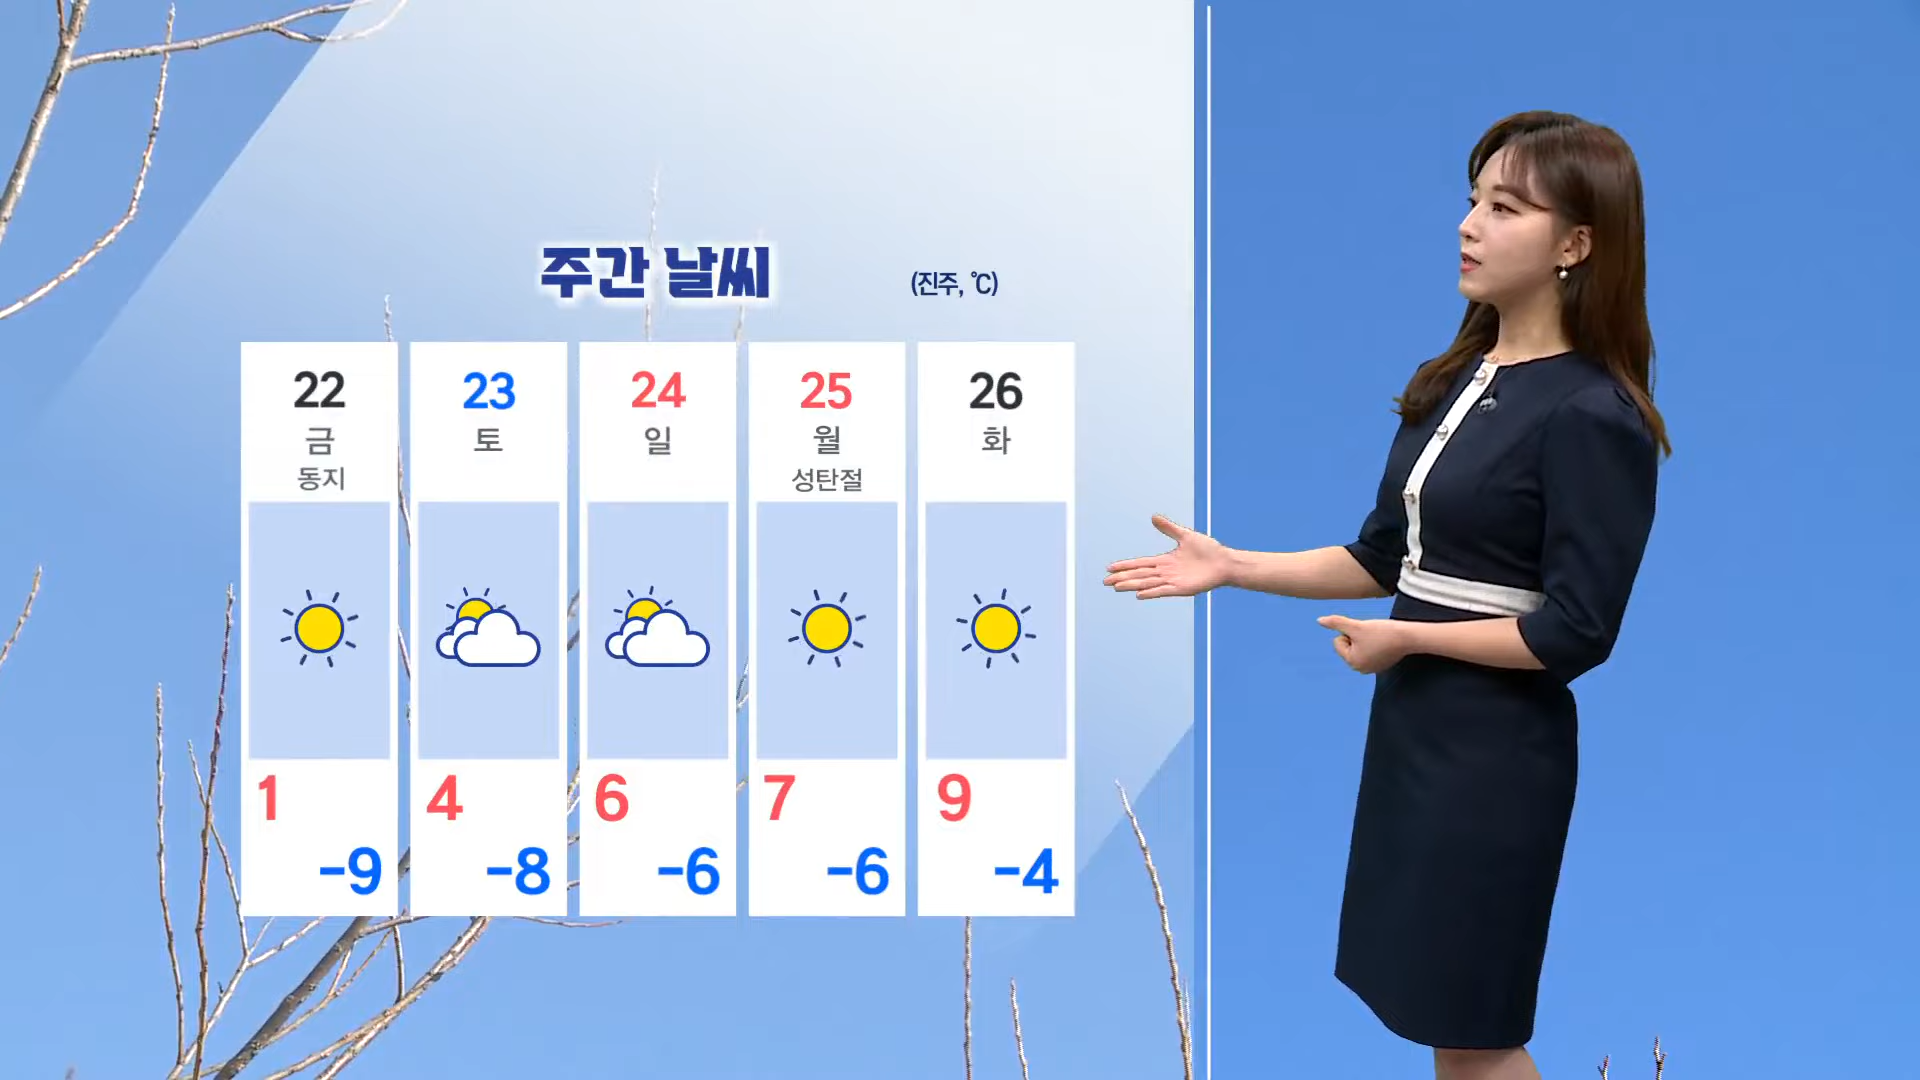 주간 날씨
(진주, ℃)
22 23 24 25 26
금 토 일 월 화
동지 성탄절
1 4 6 7 9
-9 -8 -6 -6 -4